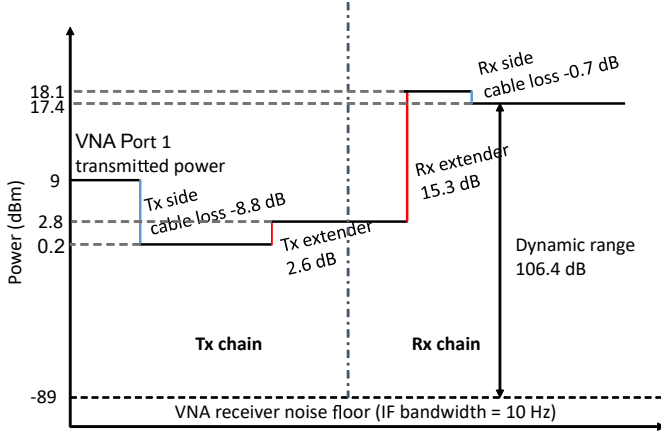 Power (dBm)
18.1
17.4
9
2.8
0.2
-89
VNA Port 1
transmitted power
Tx side
cable loss -8.8 dB
Tx extender
2.6 dB
Rx extender
15.3 dB
Rx side
cable loss -0.7 dB
Dynamic range
106.4 dB
Tx chain
Rx chain
VNA receiver noise floor (IF bandwidth = 10 Hz)